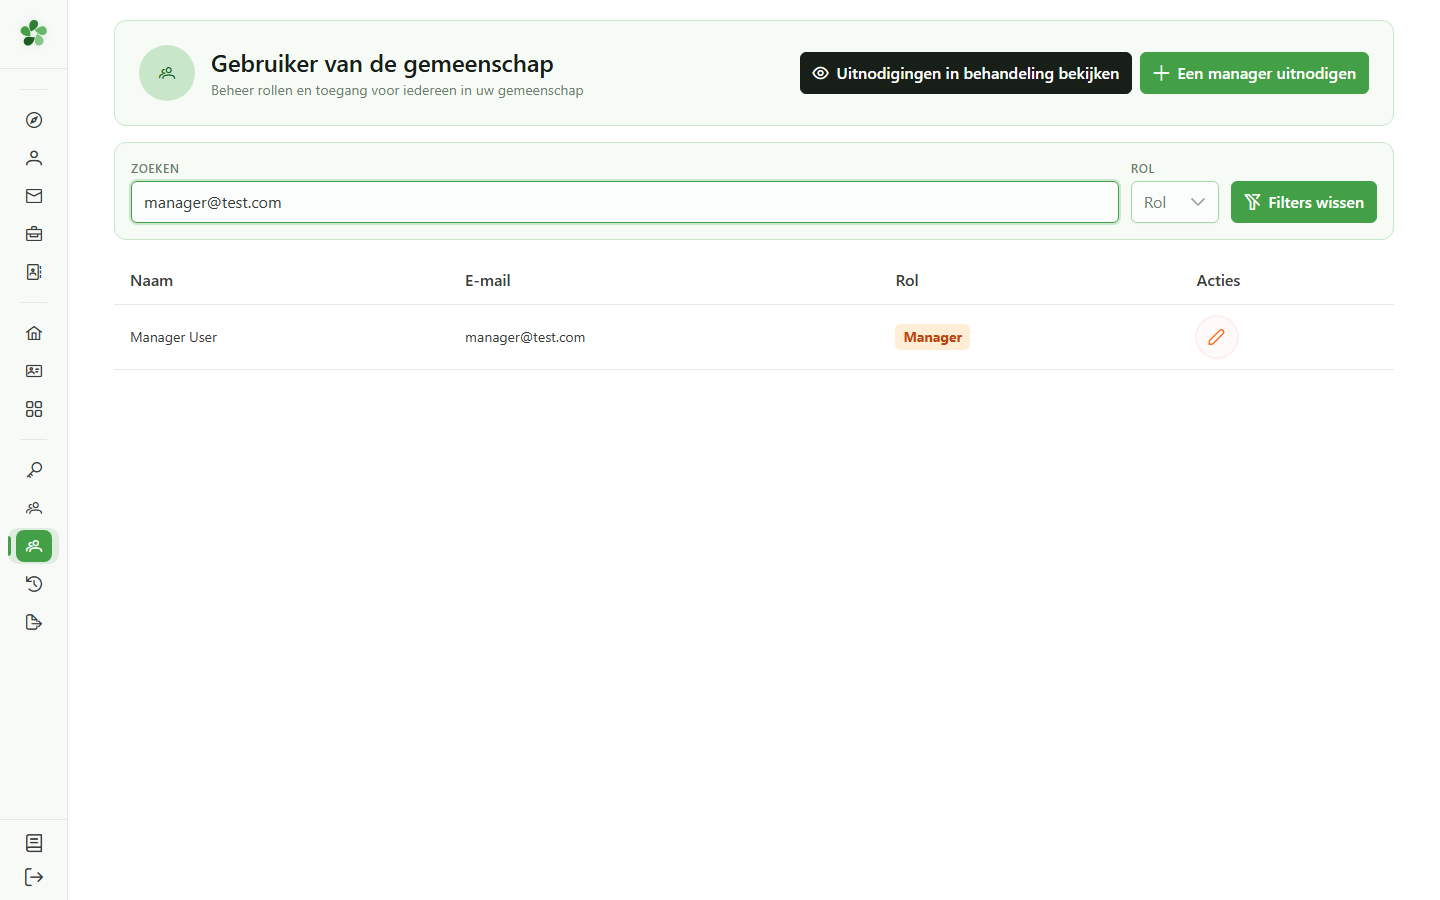 Gebruiker van de gemeenschap
Beheer rollen en toegang voor iedereen in uw gemeenschap
Uitnodigingen in behandeling bekijken
Een manager uitnodigen
ZOEKEN
ROL
manager@test.com
Rol
Filters wissen
Naam
E-mail
Rol
Acties
Manager User
manager@test.com
Manager